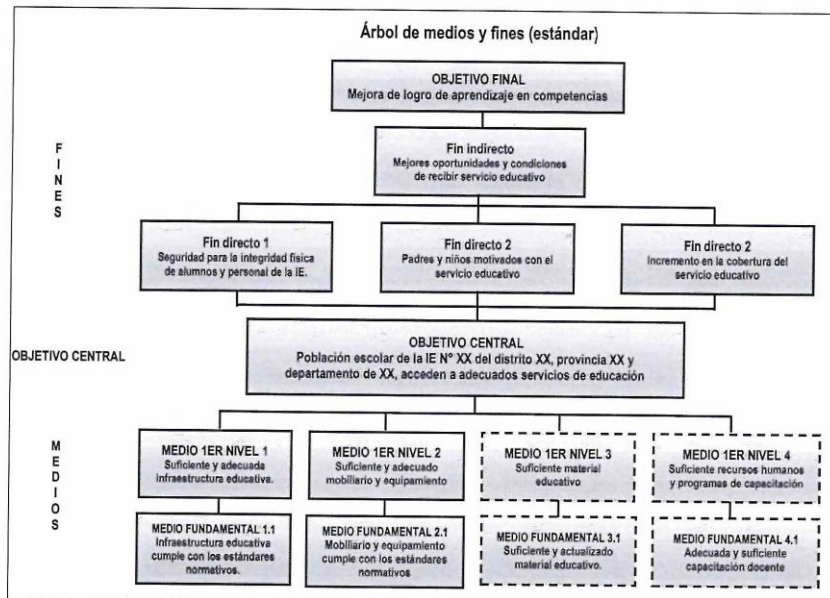 Árbol de medios y fines (estándar)
OBJETIVO FINAL
Mejora de logro de aprendizaje en competencias
FINES
Fin indirecto
Mejores oportunidades y condiciones
de recibir servicio educativo
Fin directo 1
Seguridad para la integridad física
de alumnos y personal de la IE.
Fin directo 2
Padres y niños motivados con el
servicio educativo
Fin directo 2
Incremento en la cobertura del
servicio educativo
OBJETIVO CENTRAL
OBJETIVO CENTRAL
Población escolar de la IE N° XX del distrito XX, provincia XX y
departamento de XX, acceden a adecuados servicios de educación
MEDIOS
MEDIO 1ER NIVEL 1
Suficiente y adecuada
infraestructura educativa.
MEDIO 1ER NIVEL 2
Suficiente y adecuado
mobiliario y equipamiento
MEDIO 1ER NIVEL 3
Suficiente material
educativo
MEDIO 1ER NIVEL 4
Suficiente recursos humanos
y programas de capacitación
MEDIO FUNDAMENTAL 1.1
Infraestructura educativa
cumple con los estándares
normativos.
MEDIO FUNDAMENTAL 2.1
Mobiliario y equipamiento
cumple con los estándares
normativos
MEDIO FUNDAMENTAL 3.1
Suficiente y actualizado
material educativo.
MEDIO FUNDAMENTAL 4.1
Adecuada y suficiente
capacitación docente